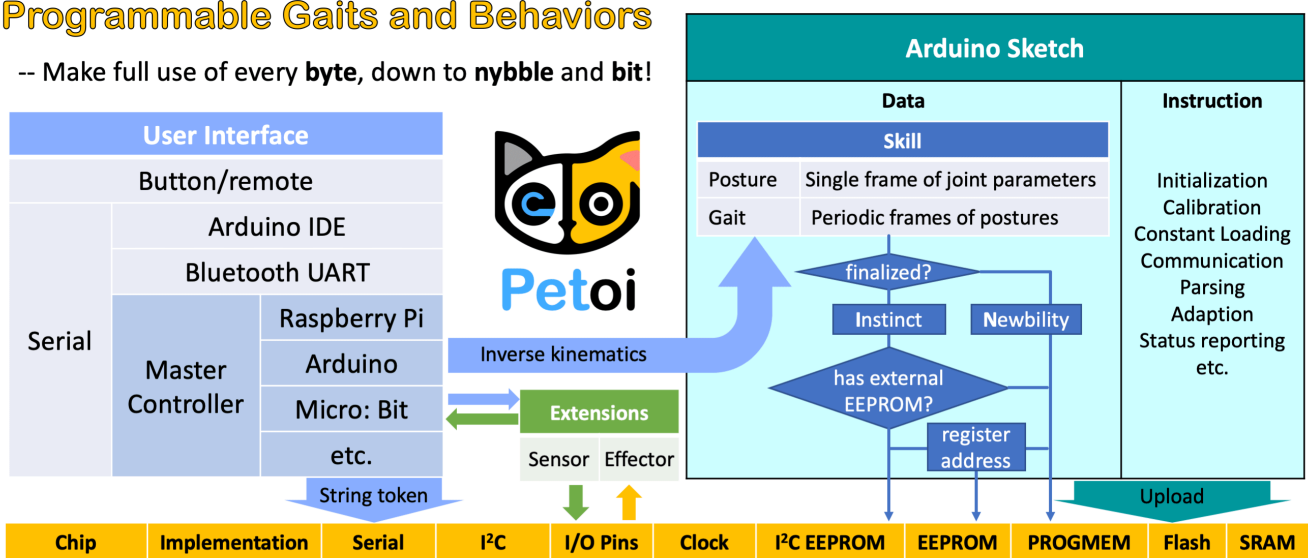 Programmable Gaits and Behaviors
-- Make full use of every byte, down to nybble and bit!
User Interface
Button/remote
Serial
Arduino IDE
Bluetooth UART
Master
Controller
Raspberry Pi
Arduino
Micro: Bit
etc.
String token
Petoi
Inverse kinematics
Extensions
Sensor
Effector
Arduino Sketch
Data
Skill
Posture
Single frame of joint parameters
Gait
Periodic frames of postures
finalized?
Instinct
Newbility
has external
EEPROM?
register
address
Instruction
Initialization
Calibration
Constant Loading
Communication
Parsing
Adaption
Status reporting
etc.
Upload
Chip
Implementation
Serial
I²C
I/O Pins
Clock
I²C EEPROM
EEPROM
PROGMEM
Flash
SRAM